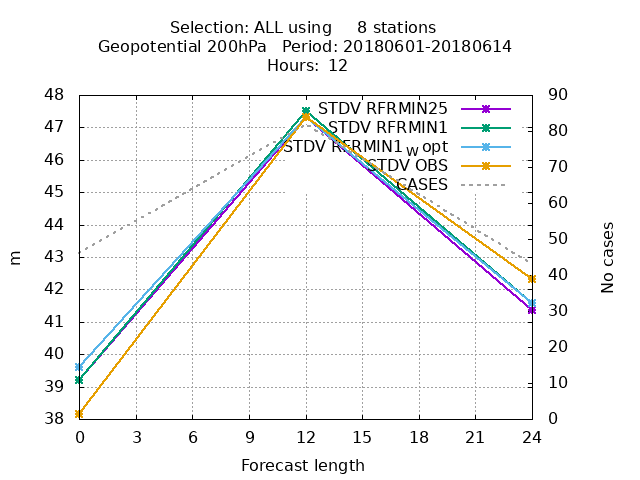 Selection: ALL using     8 stations
Geopotential 200hPa   Period: 20180601-20180614
Hours:  12
48
47
46
45
44
43
42
41
40
39
38
90
80
70
60
50
40
30
20
10
0
STDV RFRMIN25
STDV RFRMIN1
STDV RFRMIN1_W opt
STDV OBS
CASES
m
No cases
0 3 6 9 12 15 18 21 24
Forecast length